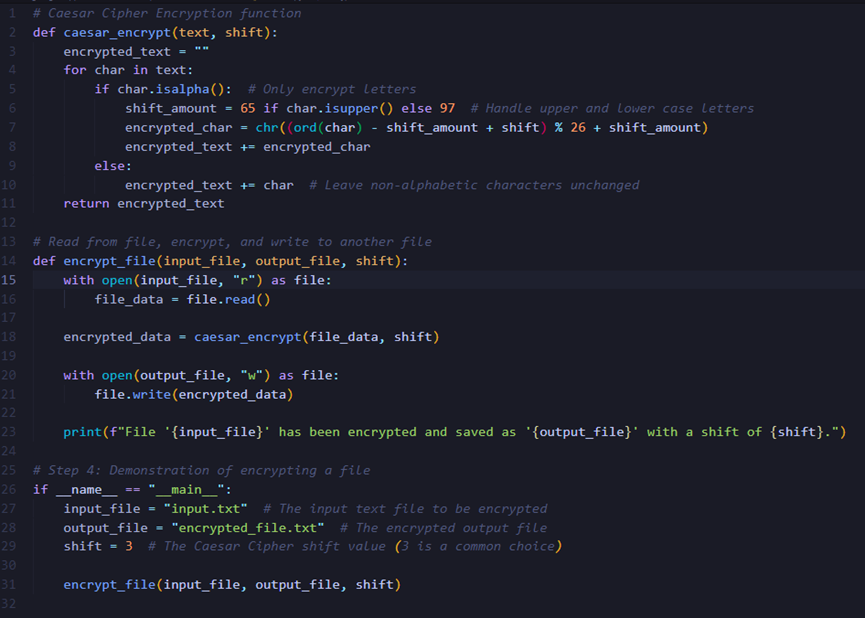 1 # Caesar Cipher Encryption function
2 def caesar_encrypt(text, shift):
3     encrypted_text = ""
4     for char in text:
5         if char.isalpha():  # Only encrypt letters
6             shift_amount = 65 if char.isupper() else 97  # Handle upper and lower case letters
7             encrypted_char = chr((ord(char) - shift_amount + shift) % 26 + shift_amount)
8             encrypted_text += encrypted_char
9         else:
10             encrypted_text += char  # Leave non-alphabetic characters unchanged
11     return encrypted_text
12
13 # Read from file, encrypt, and write to another file
14 def encrypt_file(input_file, output_file, shift):
15     with open(input_file, "r") as file:
16         file_data = file.read()
17
18     encrypted_data = caesar_encrypt(file_data, shift)
19
20     with open(output_file, "w") as file:
21         file.write(encrypted_data)
22
23     print(f"File '{input_file}' has been encrypted and saved as '{output_file}' with a shift of {shift}.")
24
25 # Step 4: Demonstration of encrypting a file
26 if __name__ == "__main__":
27     input_file = "input.txt"  # The input text file to be encrypted
28     output_file = "encrypted_file.txt"  # The encrypted output file
29     shift = 3  # The Caesar Cipher shift value (3 is a common choice)
30
31     encrypt_file(input_file, output_file, shift)
32